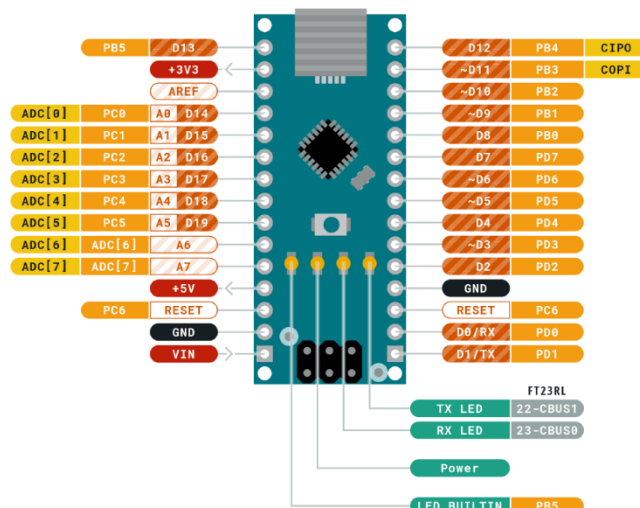 PB5 D13 D12 PB4 CIPO
+3V3 ~D11 PB3 COPI
AREF ~D10 PB2
ADC[0] PC0 A0 D14 ~D9 PB1
ADC[1] PC1 A1 D15 D8 PB0
ADC[2] PC2 A2 D16 D7 PD7
ADC[3] PC3 A3 D17 ~D6 PD6
ADC[4] PC4 A4 D18 ~D5 PD5
ADC[5] PC5 A5 D19 D4 PD4
ADC[6] ADC[6] A6 ~D3 PD3
ADC[7] ADC[7] A7 D2 PD2
+5V GND
PC6 RESET RESET PC6
GND D0/RX PD0
VIN D1/TX PD1
FT23RL
TX LED 22-CBUS1
RX LED 23-CBUS0
Power
LED BUILTIN PB5